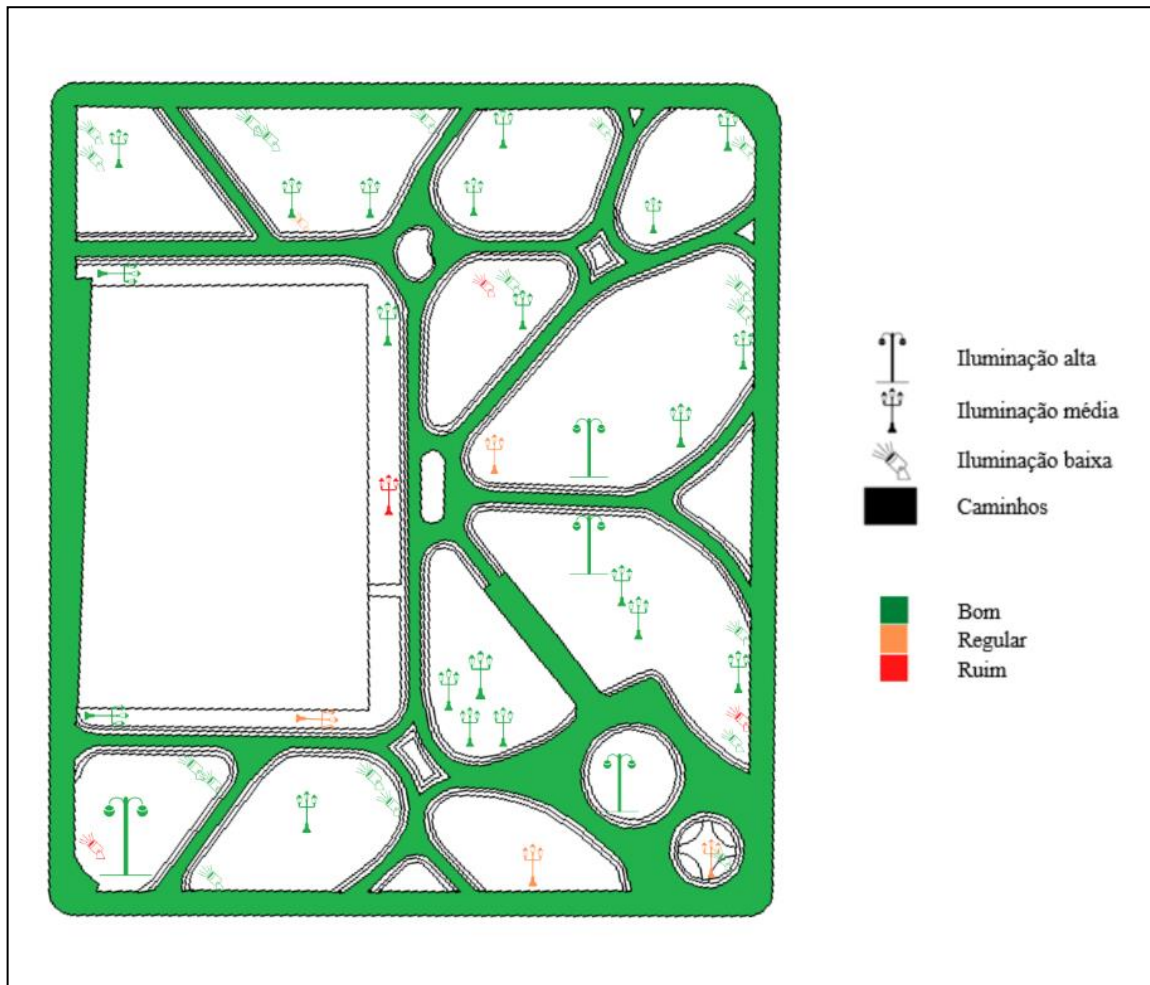 Iluminação alta
Iluminação média
Iluminação baixa
Caminhos
Bom
Regular
Ruim